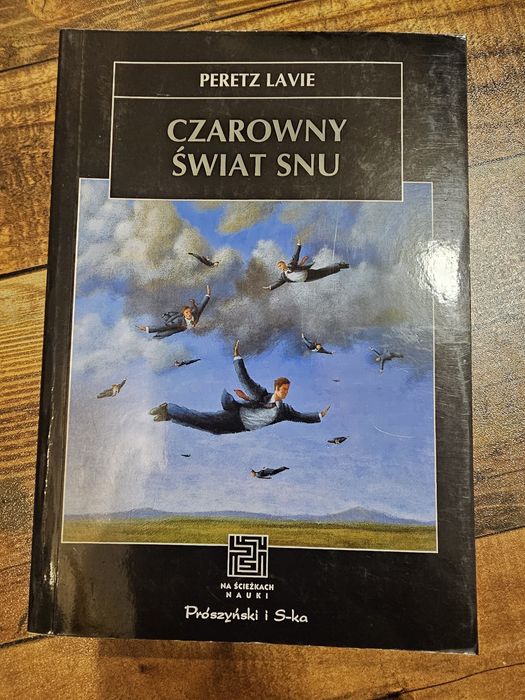 PERETZ LAVIE
CZAROWNY
ŚWIAT SNU
NA ŚCIEŻKACH
NAUKI
Prószyński i S-ka